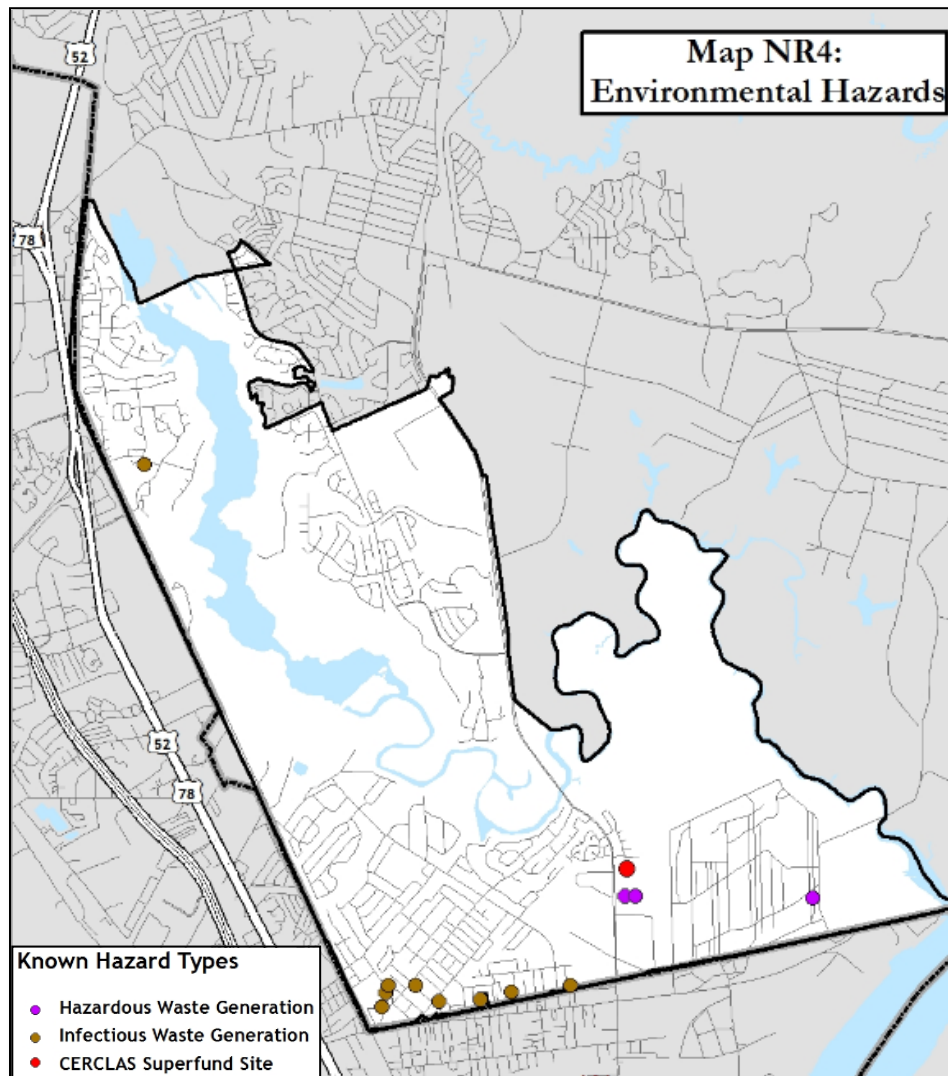 52
Map NR4:
Environmental Hazards
78
52
78
Known Hazard Types
Hazardous Waste Generation
Infectious Waste Generation
CERCLAS Superfund Site